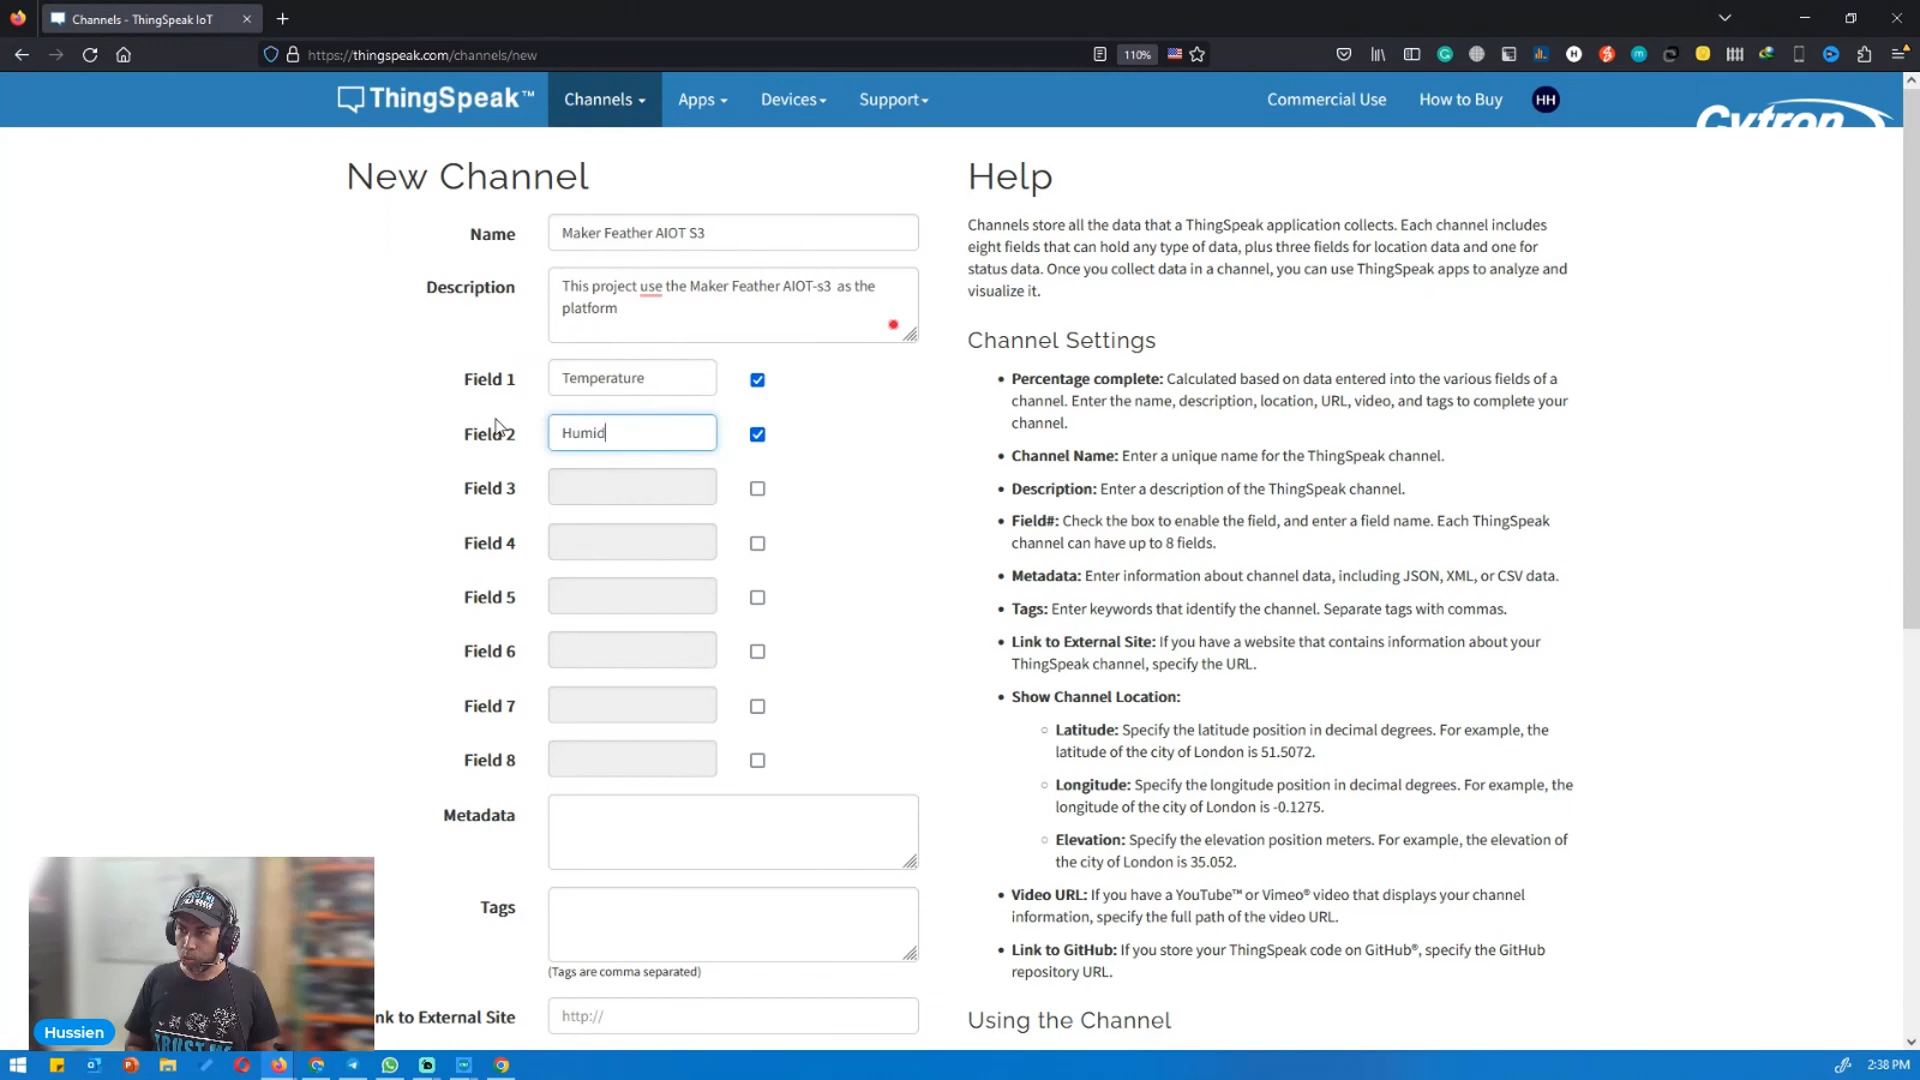 Channels - ThingSpeak IoT
https://thingspeak.com/channels/new
110%
ThingSpeak™
Channels
Apps
Devices
Support
Commercial Use
How to Buy
HH
Cytron
New Channel
Name
Maker Feather AIOT S3
Description
This project use the Maker Feather AIOT-s3 as the
platform
Field 1
Temperature
Field 2
Humid
Field 3
Field 4
Field 5
Field 6
Field 7
Field 8
Metadata
Tags
(Tags are comma separated)
nk to External Site
http://
Help
Channels store all the data that a ThingSpeak application collects. Each channel includes
eight fields that can hold any type of data, plus three fields for location data and one for
status data. Once you collect data in a channel, you can use ThingSpeak apps to analyze and
visualize it.
Channel Settings
• Percentage complete: Calculated based on data entered into the various fields of a
channel. Enter the name, description, location, URL, video, and tags to complete your
channel.
• Channel Name: Enter a unique name for the ThingSpeak channel.
• Description: Enter a description of the ThingSpeak channel.
• Field#: Check the box to enable the field, and enter a field name. Each ThingSpeak
channel can have up to 8 fields.
• Metadata: Enter information about channel data, including JSON, XML, or CSV data.
• Tags: Enter keywords that identify the channel. Separate tags with commas.
• Link to External Site: If you have a website that contains information about your
ThingSpeak channel, specify the URL.
• Show Channel Location:
○ Latitude: Specify the latitude position in decimal degrees. For example, the
latitude of the city of London is 51.5072.
○ Longitude: Specify the longitude position in decimal degrees. For example, the
longitude of the city of London is -0.1275.
○ Elevation: Specify the elevation position meters. For example, the elevation of
the city of London is 35.052.
• Video URL: If you have a YouTube™ or Vimeo® video that displays your channel
information, specify the full path of the video URL.
• Link to GitHub: If you store your ThingSpeak code on GitHub®, specify the GitHub
repository URL.
Using the Channel
TRUST ME
Hussien
2:38 PM